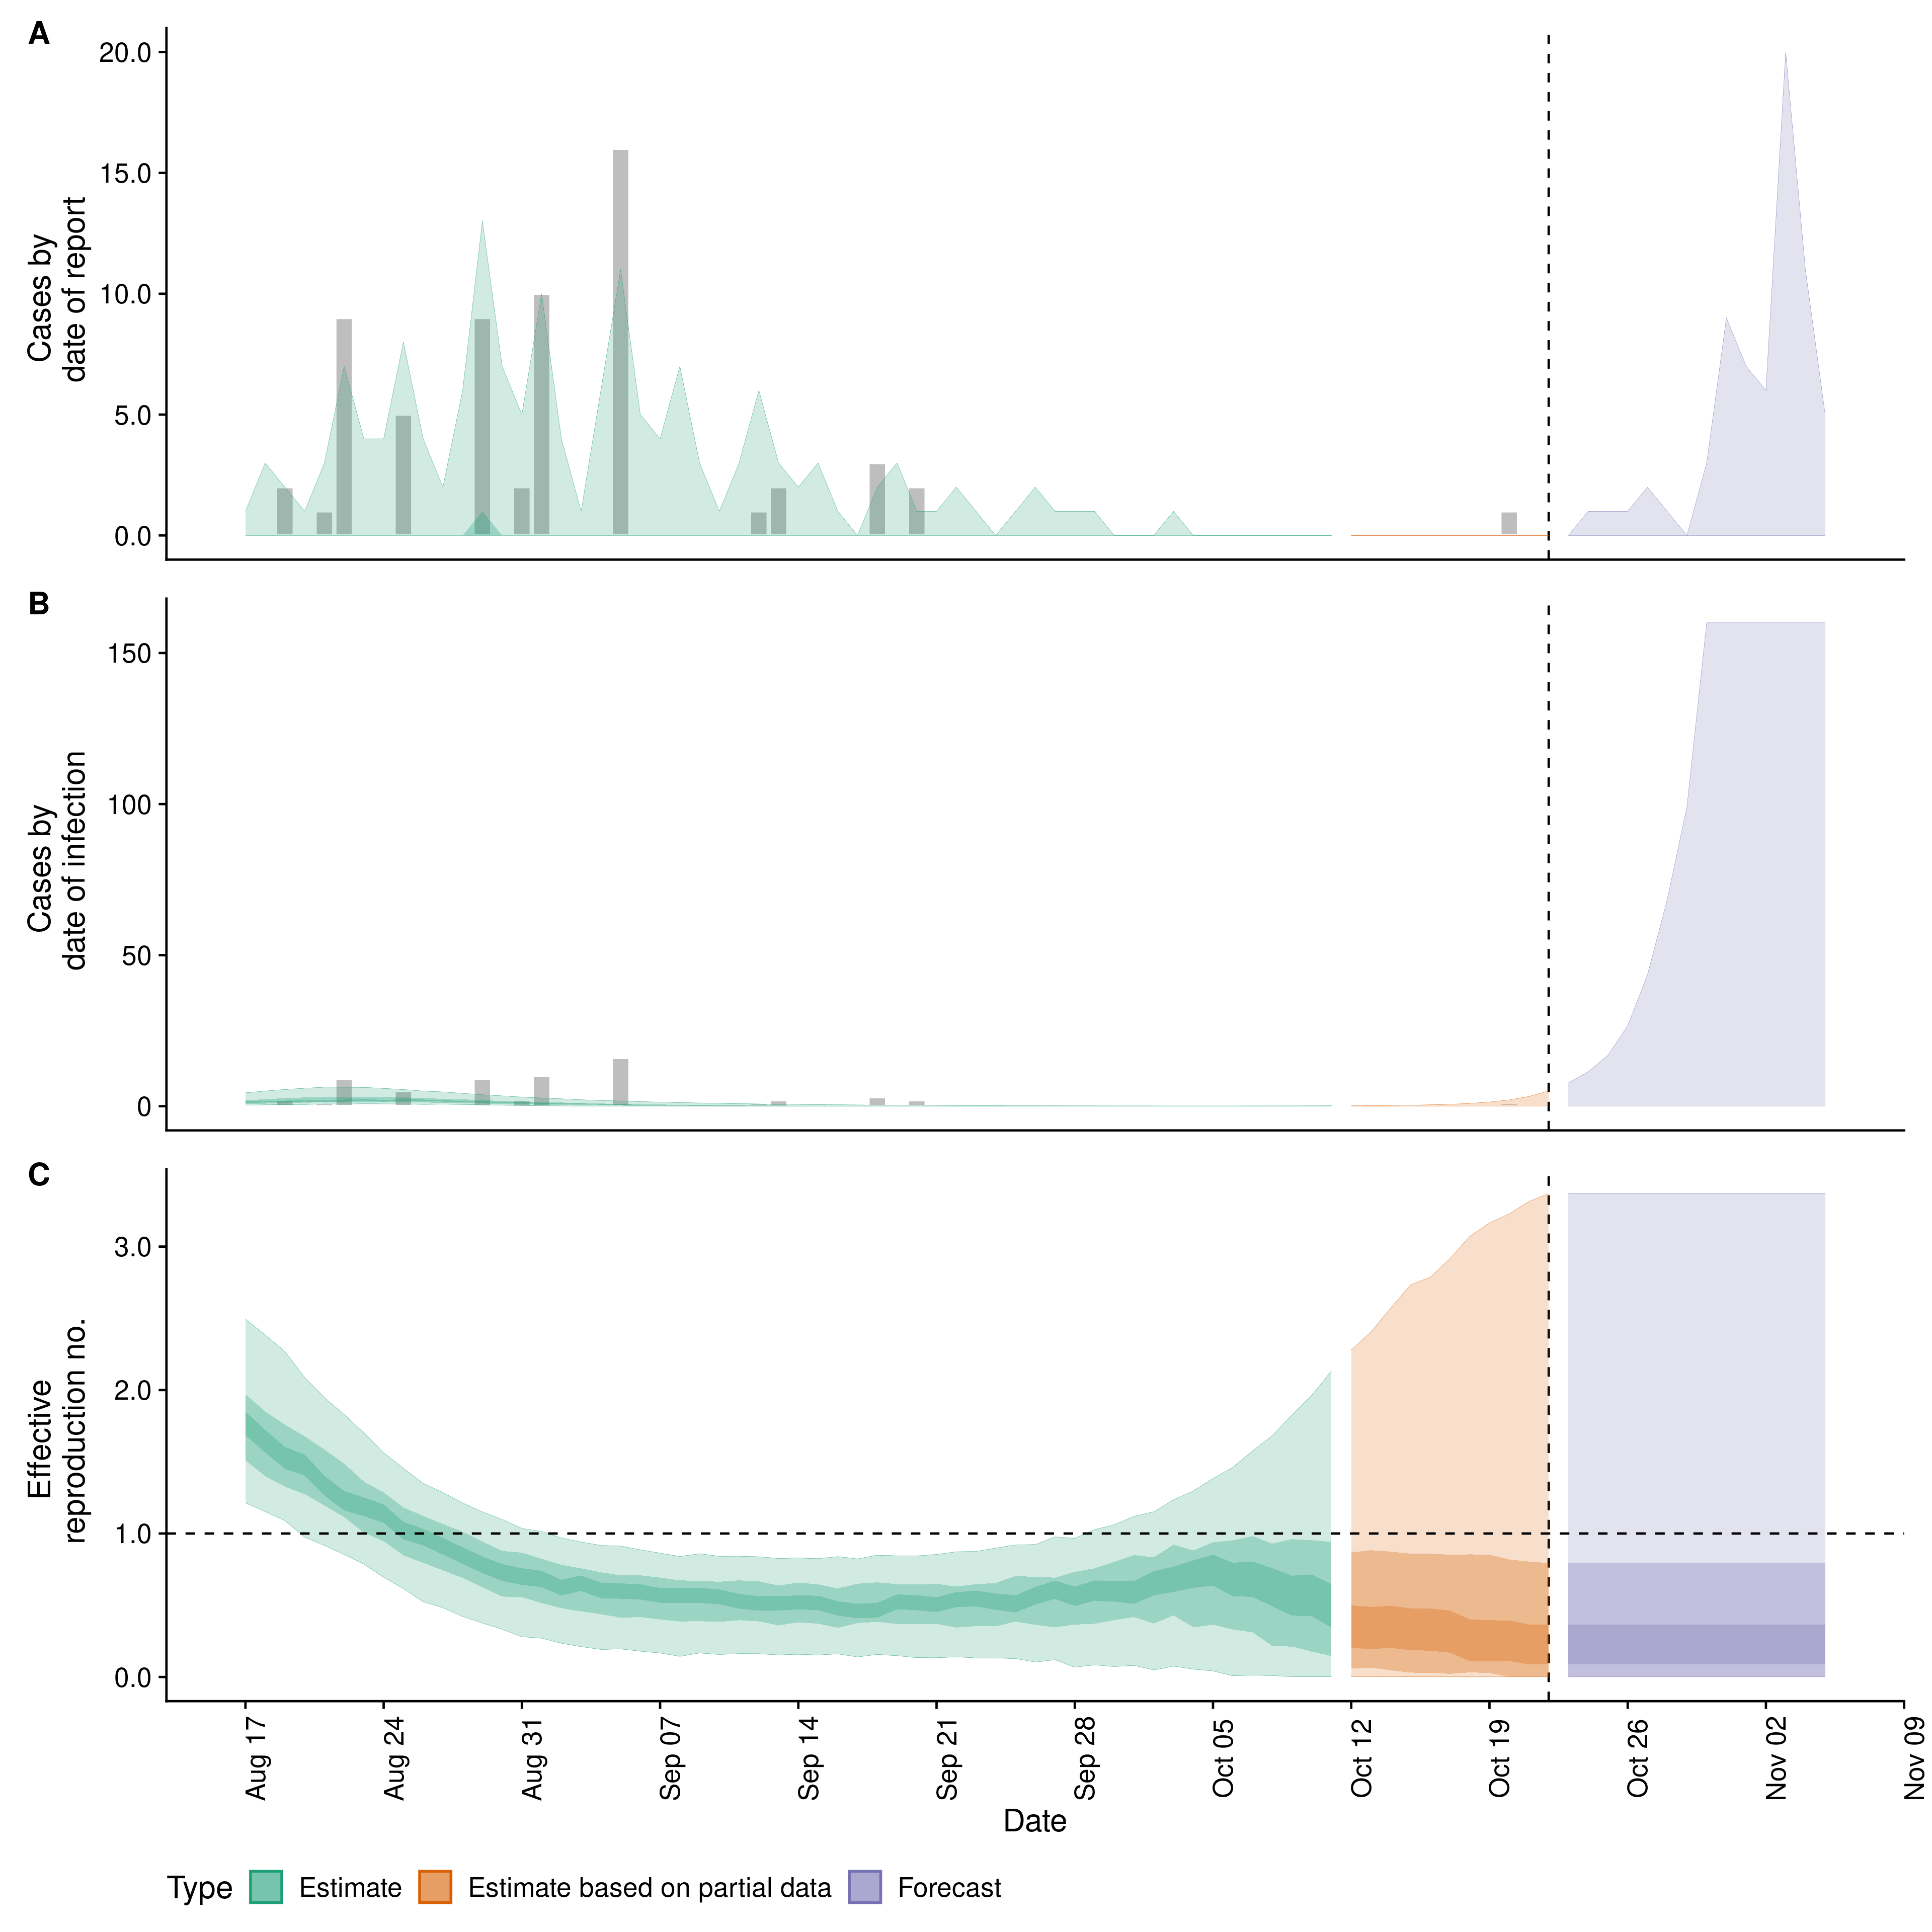 A
20.0
15.0
10.0
5.0
0.0
Cases by
date of report
B
150
100
50
0
Cases by
date of infection
C
3.0
2.0
1.0
0.0
Effective
reproduction no.
Aug 17
Aug 24
Aug 31
Sep 07
Sep 14
Sep 21
Sep 28
Oct 05
Oct 12
Oct 19
Oct 26
Nov 02
Nov 09
Date
Type Estimate Estimate based on partial data Forecast